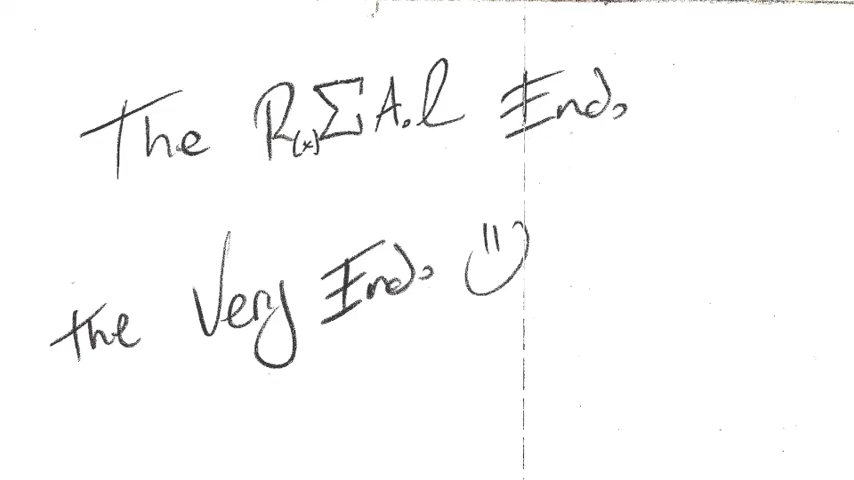 The R(x)ΣA.l End.
the Very End. =)